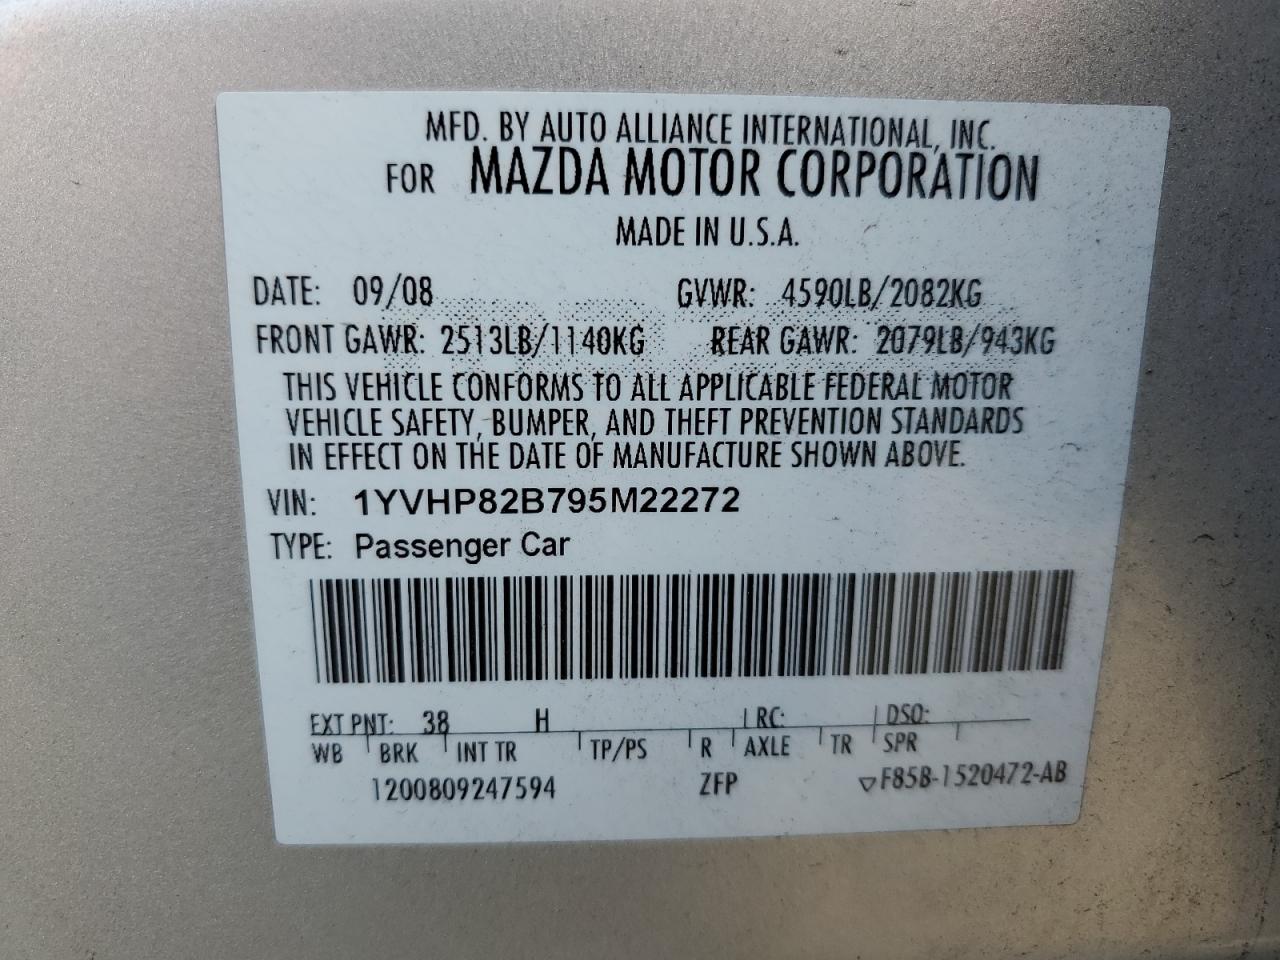 MFD. BY AUTO ALLIANCE INTERNATIONAL, INC.
FOR MAZDA MOTOR CORPORATION
MADE IN U.S.A.
DATE: 09/08 GVWR: 4590LB/2082KG
FRONT GAWR: 2513LB/1140KG REAR GAWR: 2079LB/943KG
THIS VEHICLE CONFORMS TO ALL APPLICABLE FEDERAL MOTOR
VEHICLE SAFETY, BUMPER, AND THEFT PREVENTION STANDARDS
IN EFFECT ON THE DATE OF MANUFACTURE SHOWN ABOVE.
VIN: 1YVHP82B795M22272
TYPE: Passenger Car
EXT PNT: 38 H RC: DSO:
WB BRK INT TR TP/PS R AXLE TR SPR
1200809247594 ZFP ▽F85B-1520472-AB